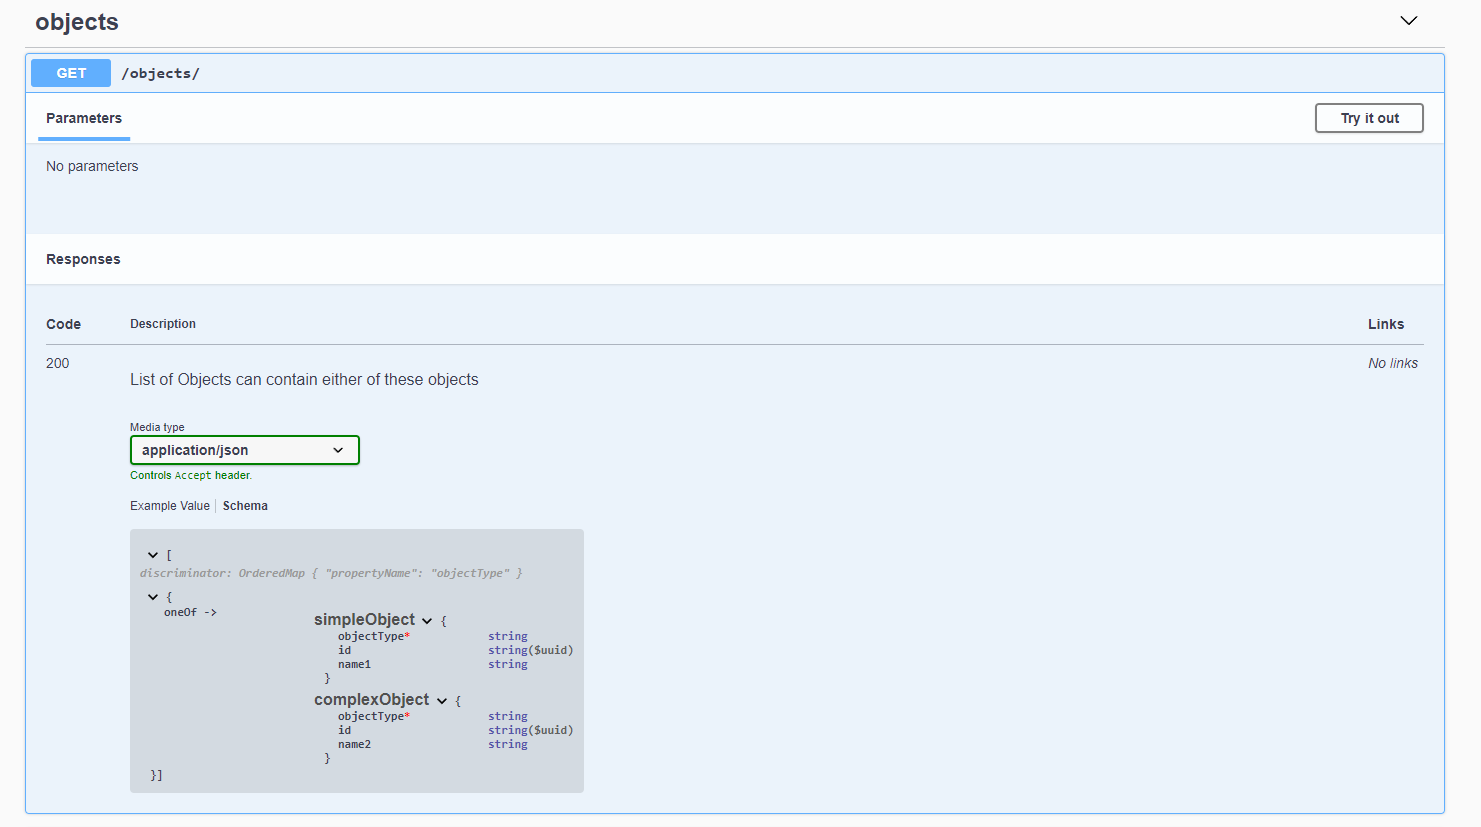 objects
GET /objects/
Parameters Try it out
No parameters
Responses
Code Description Links
200 No links
List of Objects can contain either of these objects
Media type
application/json
Controls Accept header.
Example Value Schema
[
discriminator: OrderedMap { "propertyName": "objectType" }
{
oneOf ->
simpleObject {
objectType* string
id string($uuid)
name1 string
}
complexObject {
objectType* string
id string($uuid)
name2 string
}
}]